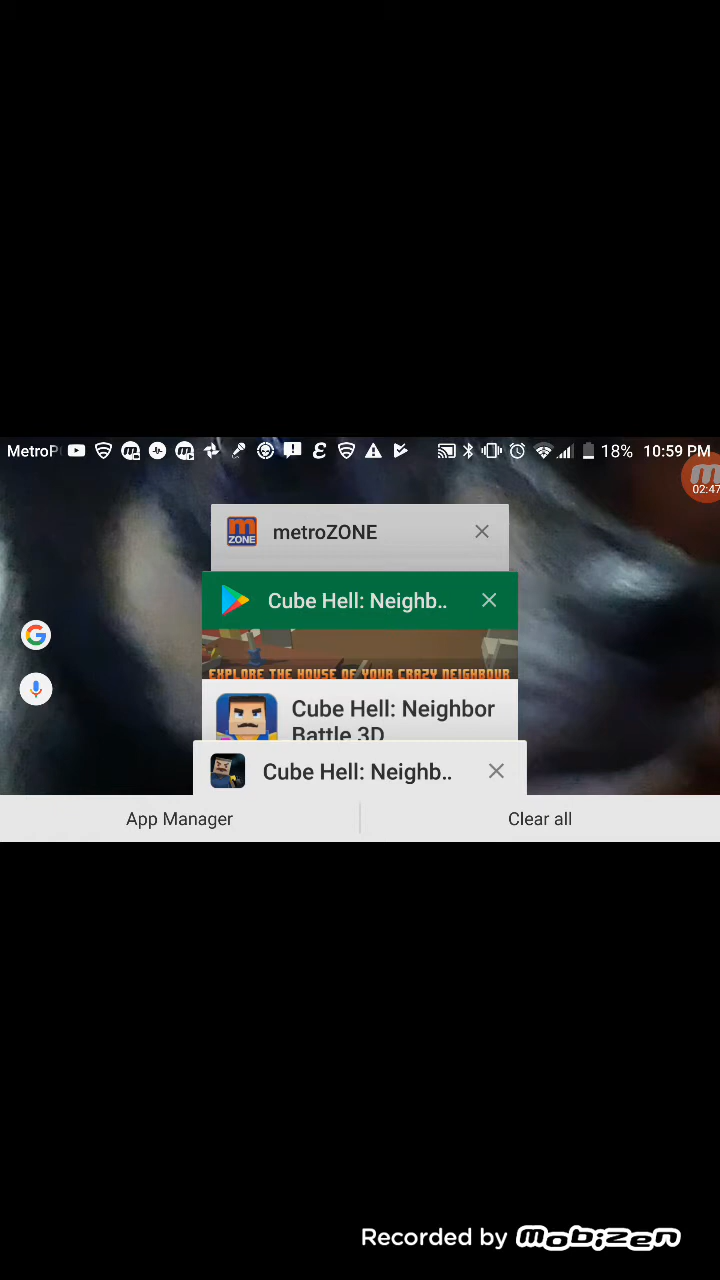 MetroP 18% 10:59 PM
02:47
m ZONE metroZONE
Cube Hell: Neighb..
EXPLORE THE HOUSE OF YOUR CRAZY NEIGHBOUR
Cube Hell: Neighbor
Battle 3D
Cube Hell: Neighb..
App Manager Clear all
Recorded by mobizen